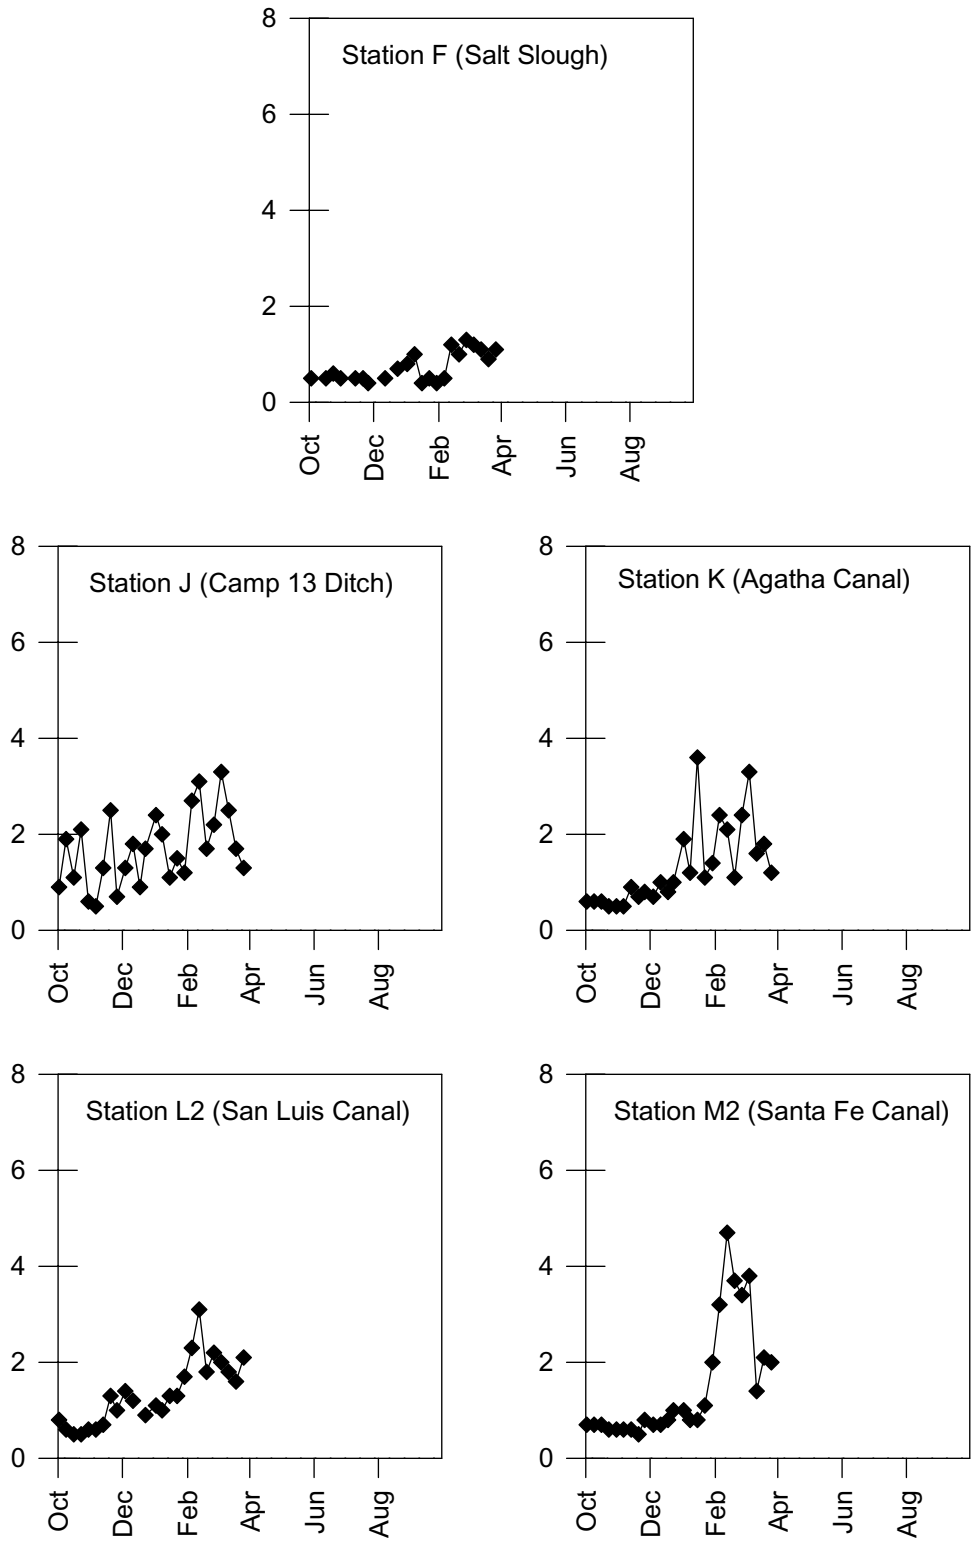 8
Station F (Salt Slough)
6
4
2
0
Oct Dec Feb Apr Jun Aug
8
Station J (Camp 13 Ditch)
6
4
2
0
Oct Dec Feb Apr Jun Aug
8
Station K (Agatha Canal)
6
4
2
0
Oct Dec Feb Apr Jun Aug
8
Station L2 (San Luis Canal)
6
4
2
0
Oct Dec Feb Apr Jun Aug
8
Station M2 (Santa Fe Canal)
6
4
2
0
Oct Dec Feb Apr Jun Aug